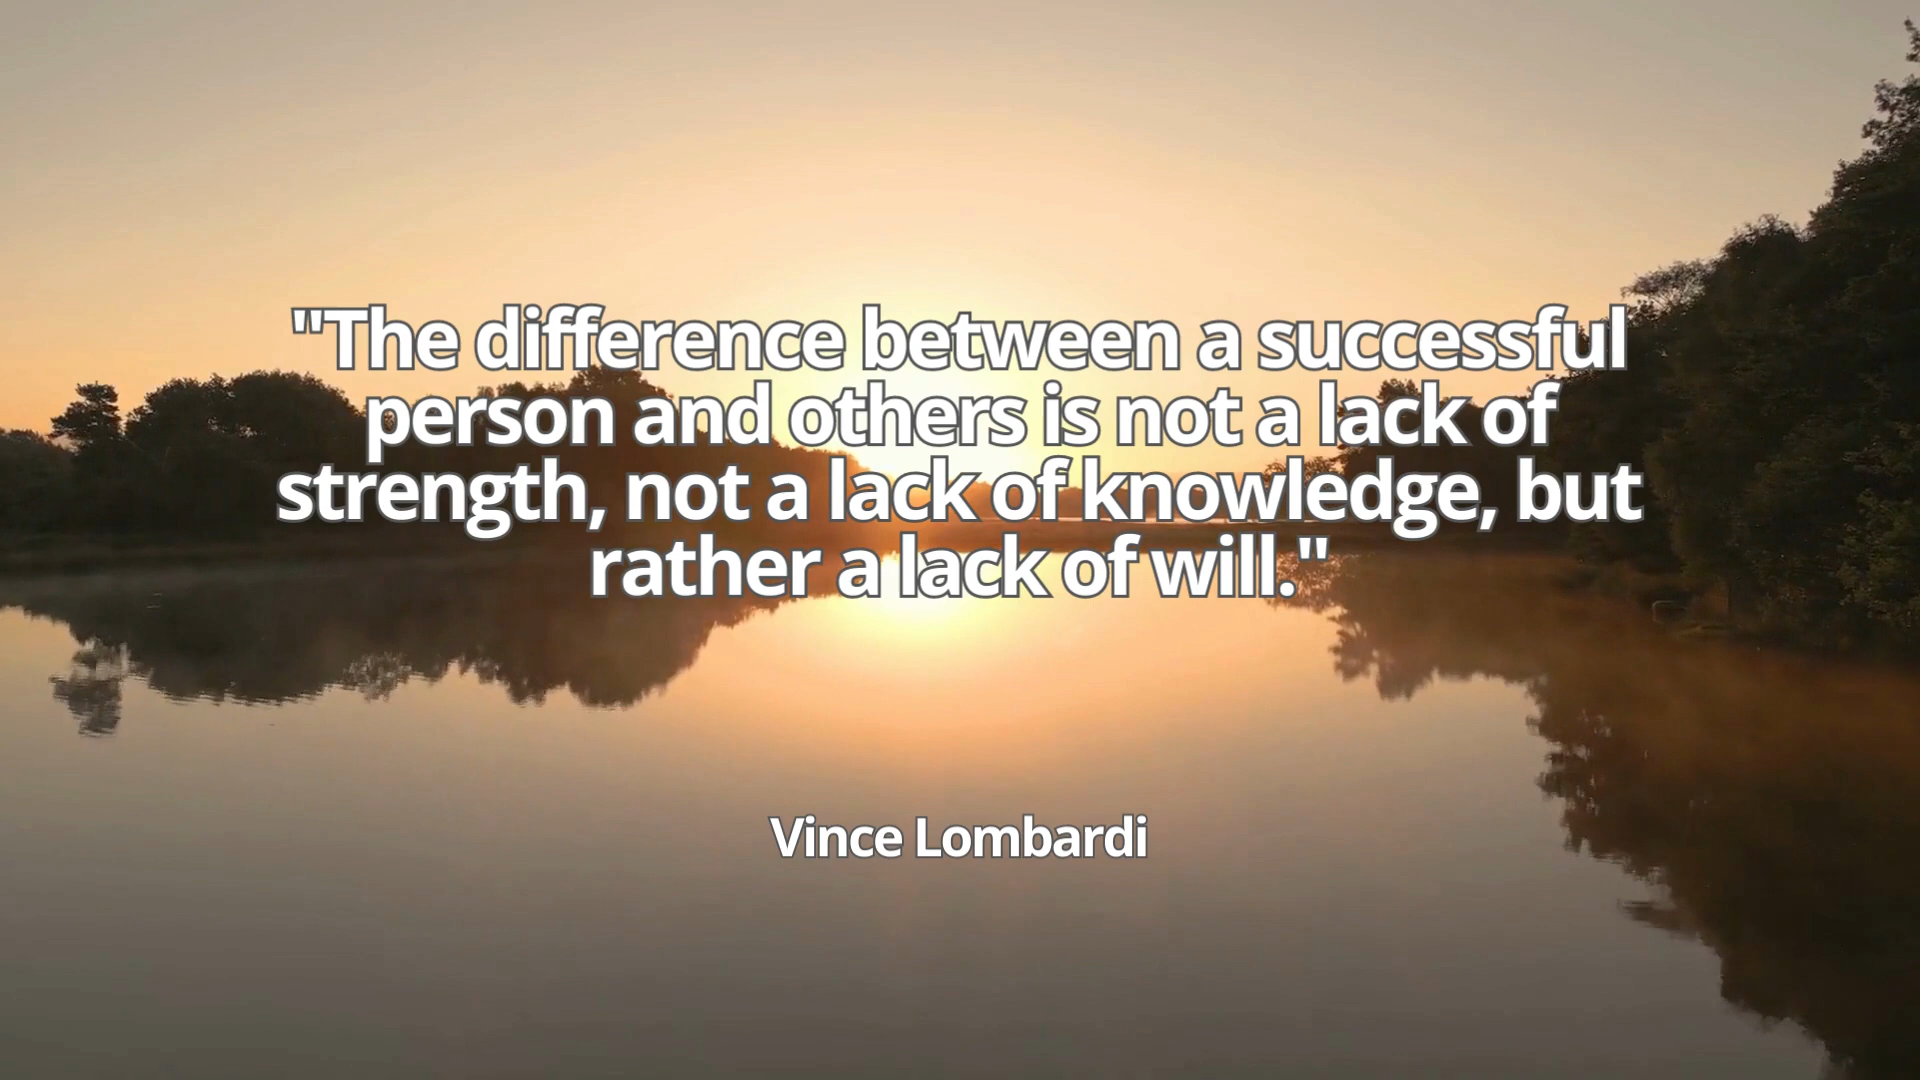 "The difference between a successful
person and others is not a lack of
strength, not a lack of knowledge, but
rather a lack of will."
Vince Lombardi